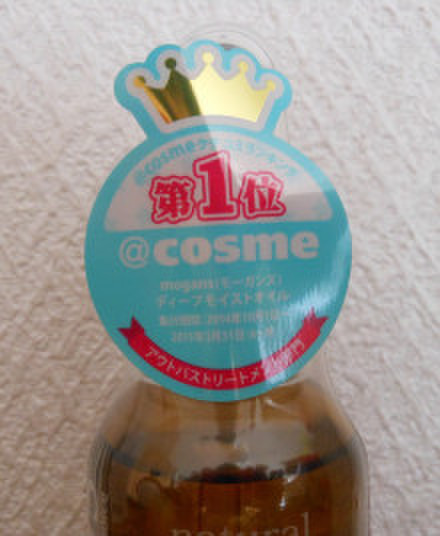 @cosmeクチコミランキング
第1位
@cosme
mogans(モーガンズ)
ディープモイストオイル
集計期間:2014年10月1日
2015年3月31日
アウトバストリートメント部門
natural